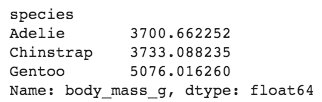 species
Adelie       3700.662252
Chinstrap    3733.088235
Gentoo       5076.016260
Name: body_mass_g, dtype: float64